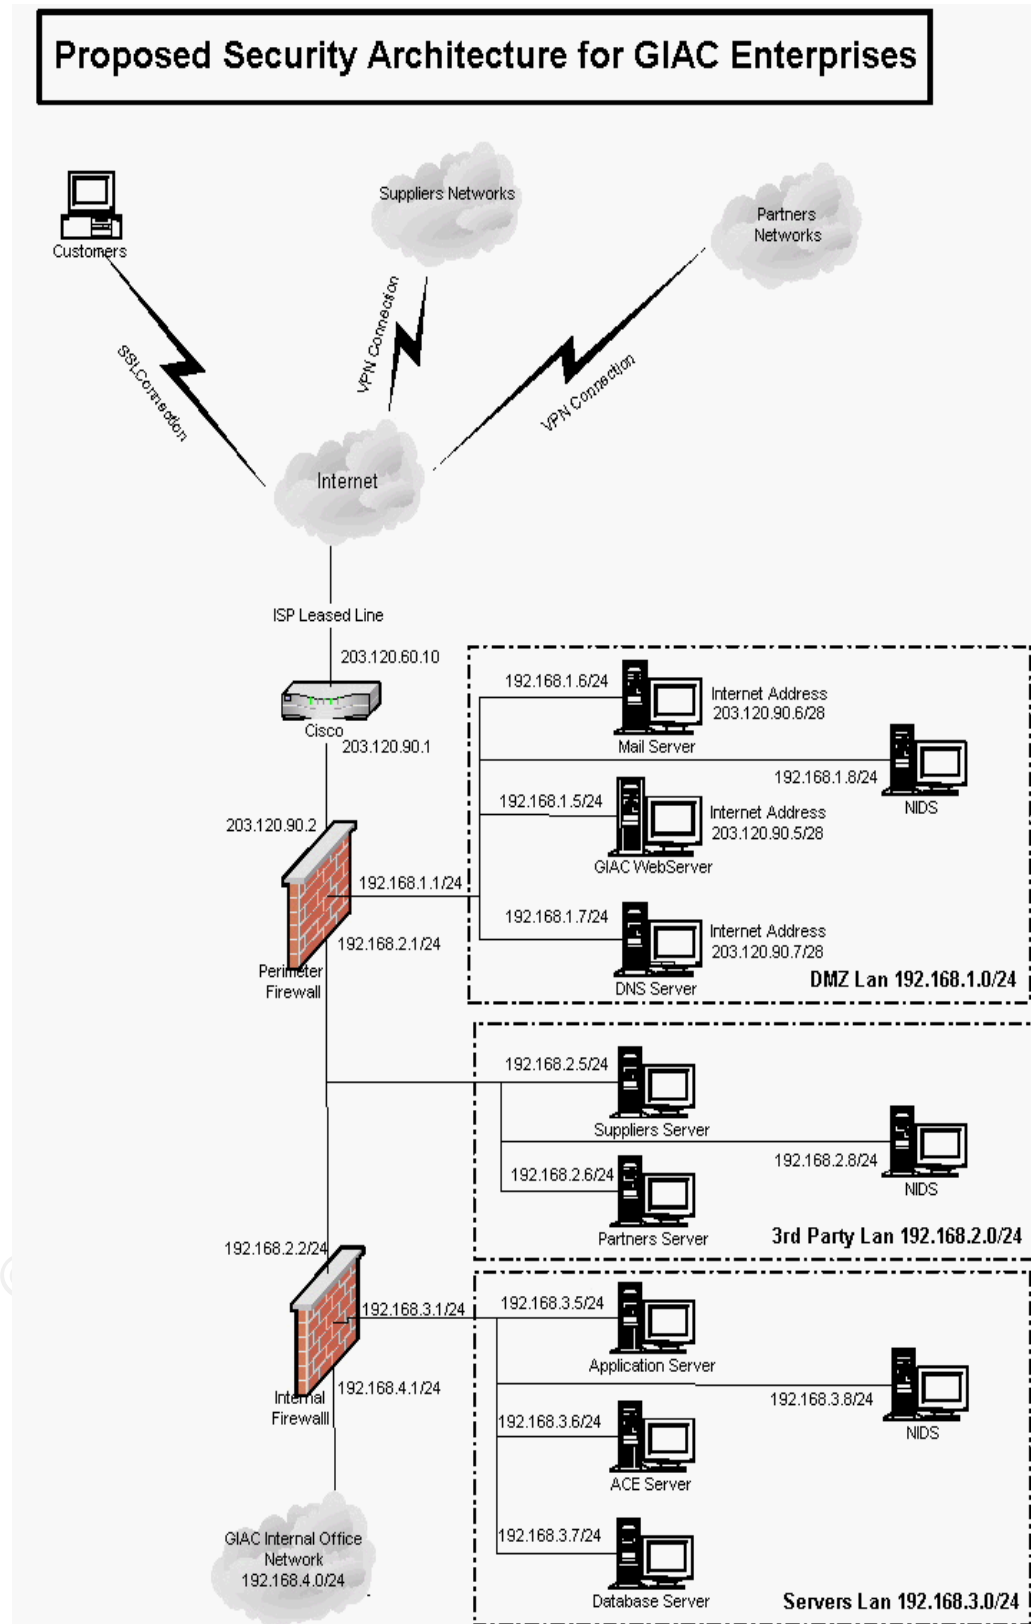 Proposed Security Architecture for GIAC Enterprises
Suppliers Networks
Partners
Networks
Customers
SSLConnection
VPN Connection
VPN Connection
Internet
ISP Leased Line
203.120.60.10
Cisco
203.120.90.1
192.168.1.6/24
Internet Address
203.120.90.6/28
Mail Server
192.168.1.8/24
NIDS
192.168.1.5/24
Internet Address
203.120.90.5/28
GIAC WebServer
203.120.90.2
192.168.1.1/24
192.168.1.7/24
Internet Address
203.120.90.7/28
DNS Server
192.168.2.1/24
Perimeter
Firewall
DMZ Lan 192.168.1.0/24
192.168.2.5/24
Suppliers Server
192.168.2.8/24
NIDS
192.168.2.6/24
Partners Server
3rd Party Lan 192.168.2.0/24
192.168.2.2/24
192.168.3.1/24
192.168.3.5/24
Application Server
192.168.3.8/24
NIDS
192.168.4.1/24
Internal
Firewalll
192.168.3.6/24
ACE Server
192.168.3.7/24
Database Server
GIAC Internal Office
Network
192.168.4.0/24
Servers Lan 192.168.3.0/24